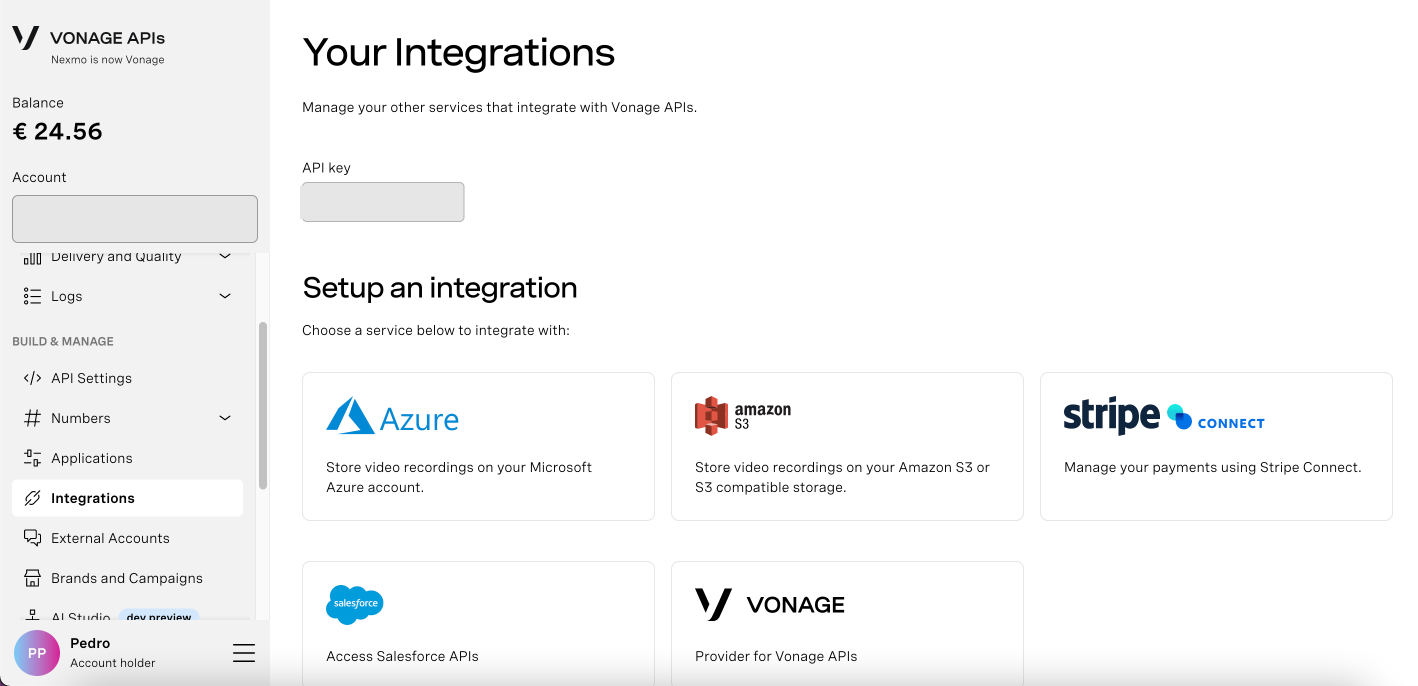 VONAGE APIs
Nexmo is now Vonage
Balance
€ 24.56
Account
Delivery and Quality
Logs
BUILD & MANAGE
API Settings
Numbers
Applications
Integrations
External Accounts
Brands and Campaigns
AI Studio dev preview
PP
Pedro
Account holder
Your Integrations
Manage your other services that integrate with Vonage APIs.
API key
Setup an integration
Choose a service below to integrate with:
Azure
Store video recordings on your Microsoft
Azure account.
amazon
S3
Store video recordings on your Amazon S3 or
S3 compatible storage.
stripe CONNECT
Manage your payments using Stripe Connect.
salesforce
Access Salesforce APIs
VONAGE
Provider for Vonage APIs